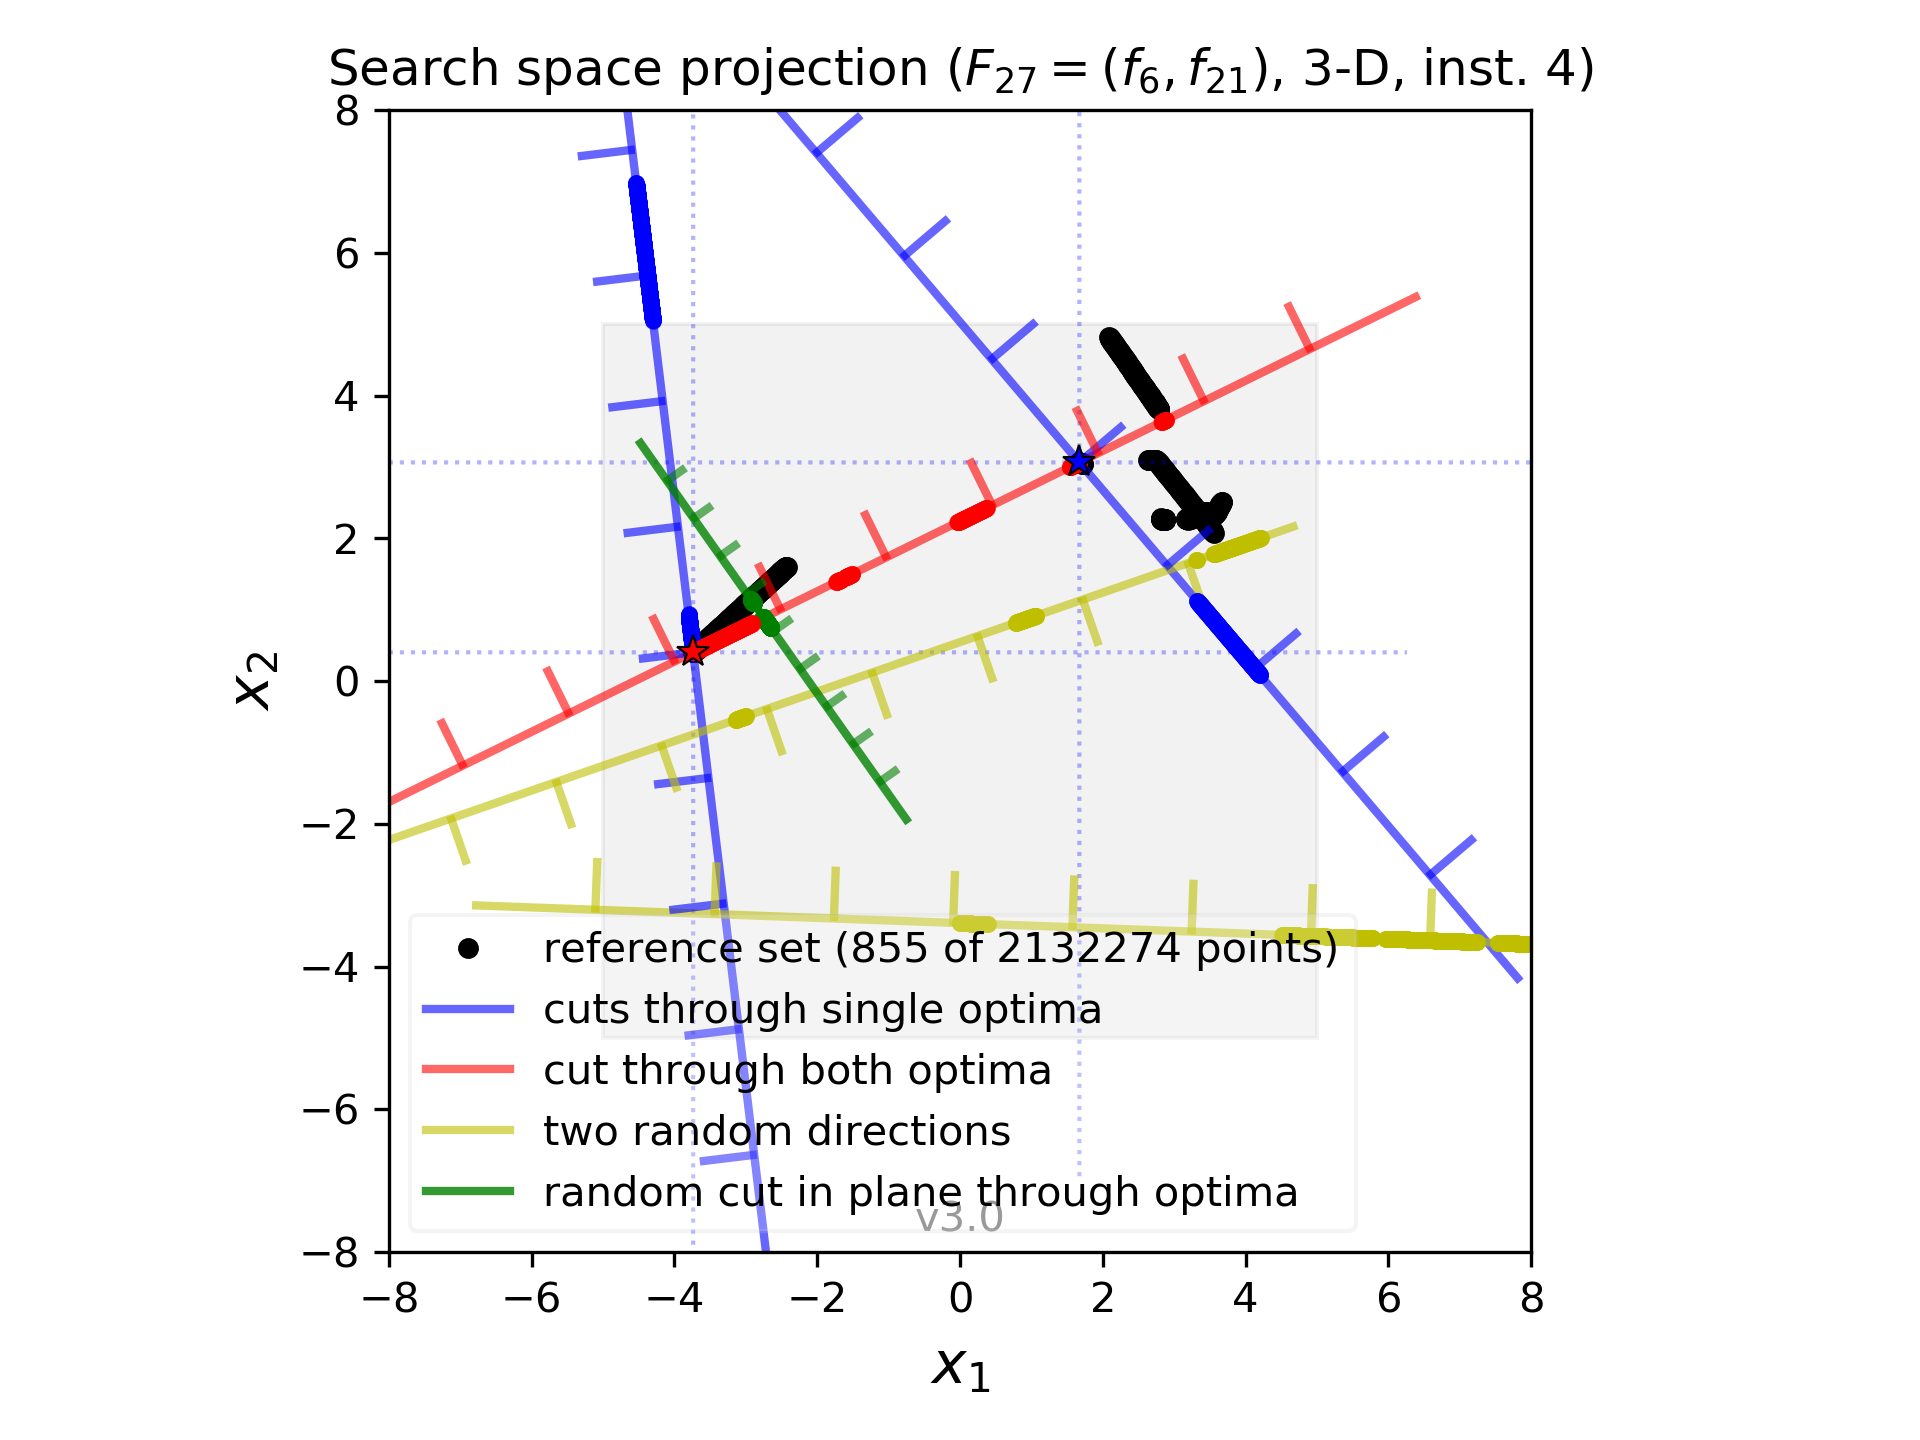 Search space projection (F27 = (f6, f21), 3-D, inst. 4)
8
6
4
2
0
−2
−4
−6
−8
x2
reference set (855 of 2132274 points)
cuts through single optima
cut through both optima
two random directions
random cut in plane through optima
v3.0
−8 −6 −4 −2 0 2 4 6 8
x1